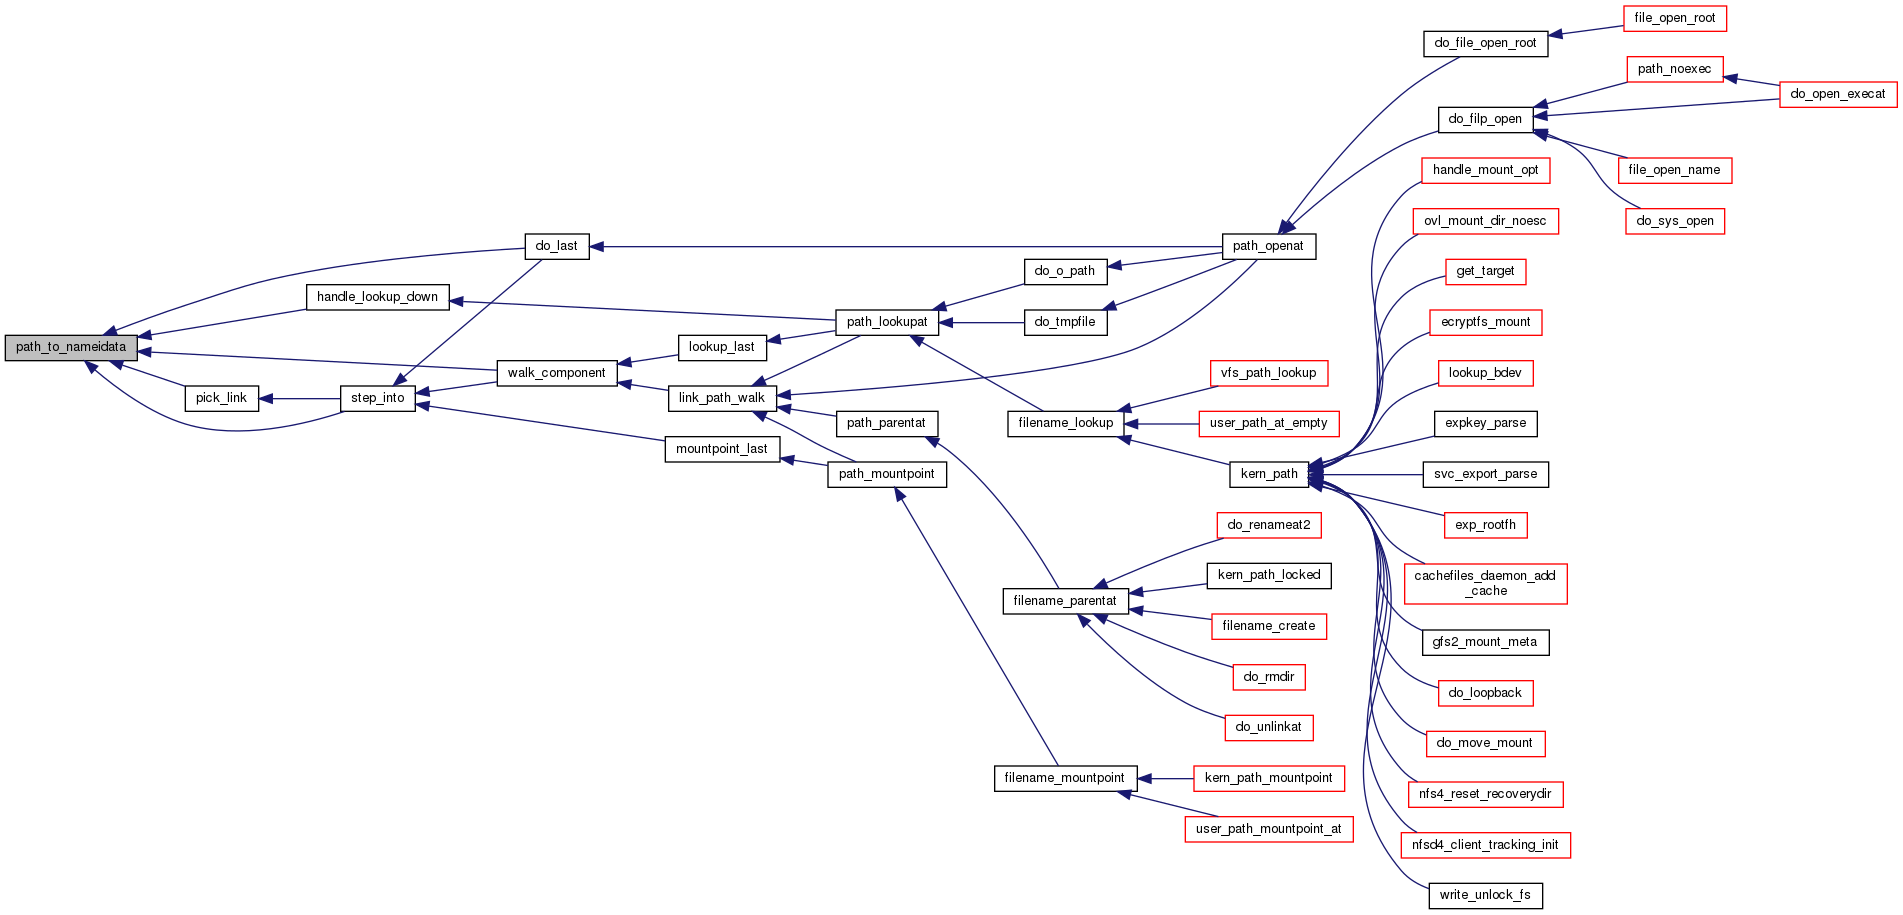 file_open_root
do_file_open_root
path_noexec
do_open_execat
do_filp_open
handle_mount_opt
file_open_name
ovl_mount_dir_noesc
do_sys_open
do_last
path_openat
do_o_path
get_target
handle_lookup_down
path_lookupat
do_tmpfile
ecryptfs_mount
path_to_nameidata
lookup_last
walk_component
vfs_path_lookup
lookup_bdev
pick_link
step_into
link_path_walk
path_parentat
filename_lookup
user_path_at_empty
expkey_parse
mountpoint_last
path_mountpoint
kern_path
svc_export_parse
do_renameat2
exp_rootfh
kern_path_locked
cachefiles_daemon_add
_cache
filename_parentat
filename_create
gfs2_mount_meta
do_rmdir
do_loopback
do_unlinkat
do_move_mount
filename_mountpoint
kern_path_mountpoint
nfs4_reset_recoverydir
user_path_mountpoint_at
nfsd4_client_tracking_init
write_unlock_fs